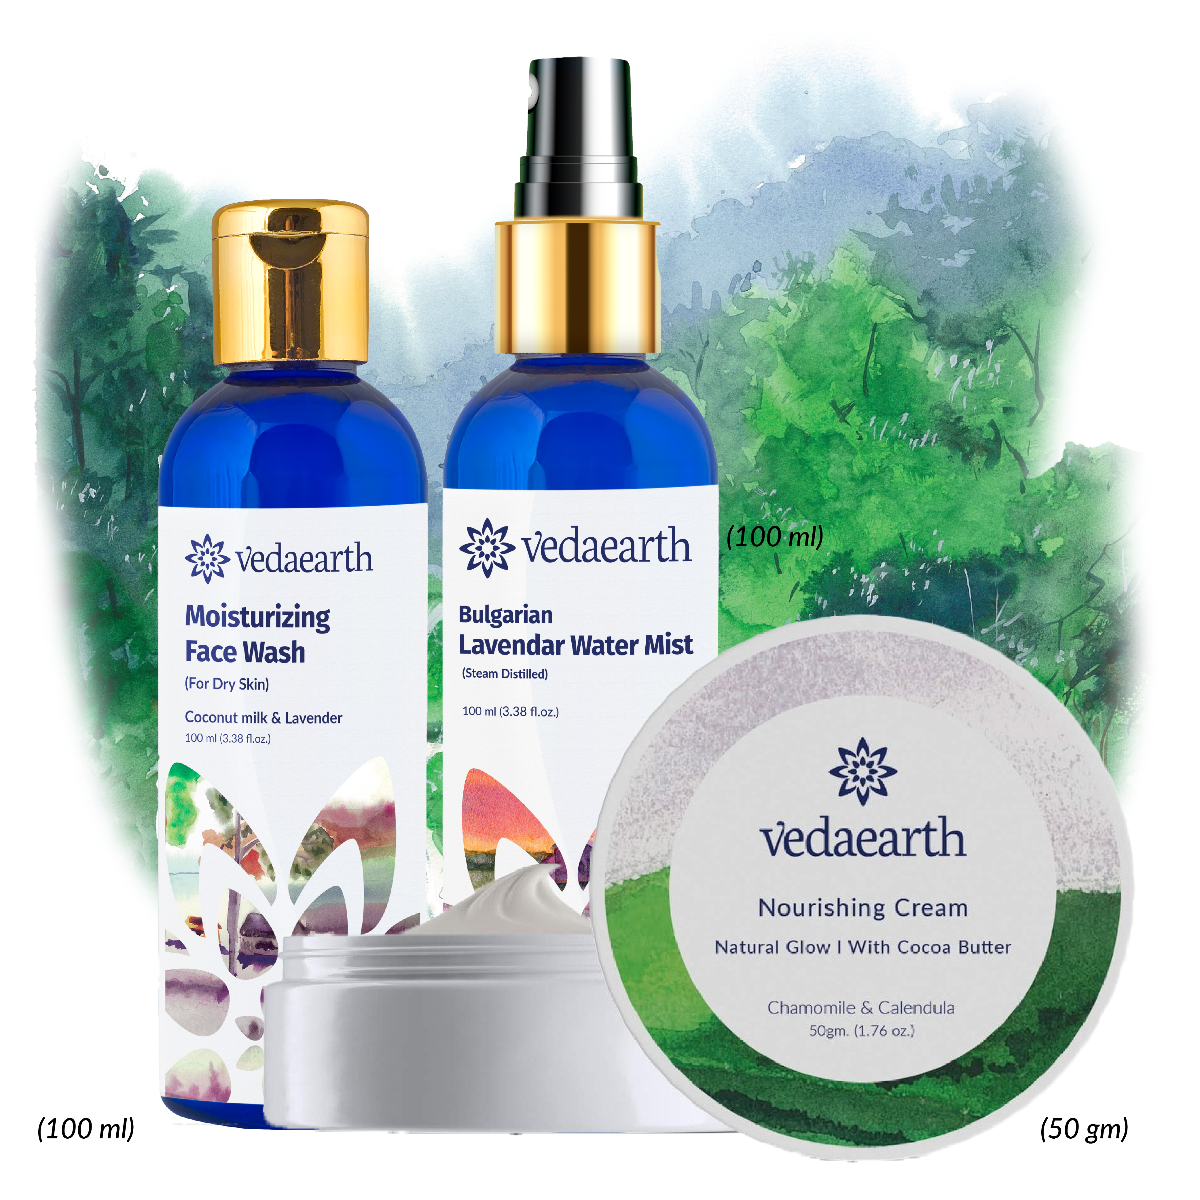 vedaearth
Moisturizing
Face Wash
(For Dry Skin)
Coconut milk & Lavender
100 ml (3.38 fl.oz.)
vedaearth
Bulgarian
Lavendar Water Mist
(Steam Distilled)
100 ml (3.38 fl.oz.)
(100 ml)
vedaearth
Nourishing Cream
Natural Glow I With Cocoa Butter
Chamomile & Calendula
50gm. (1.76 oz.)
(100 ml)
(50 gm)